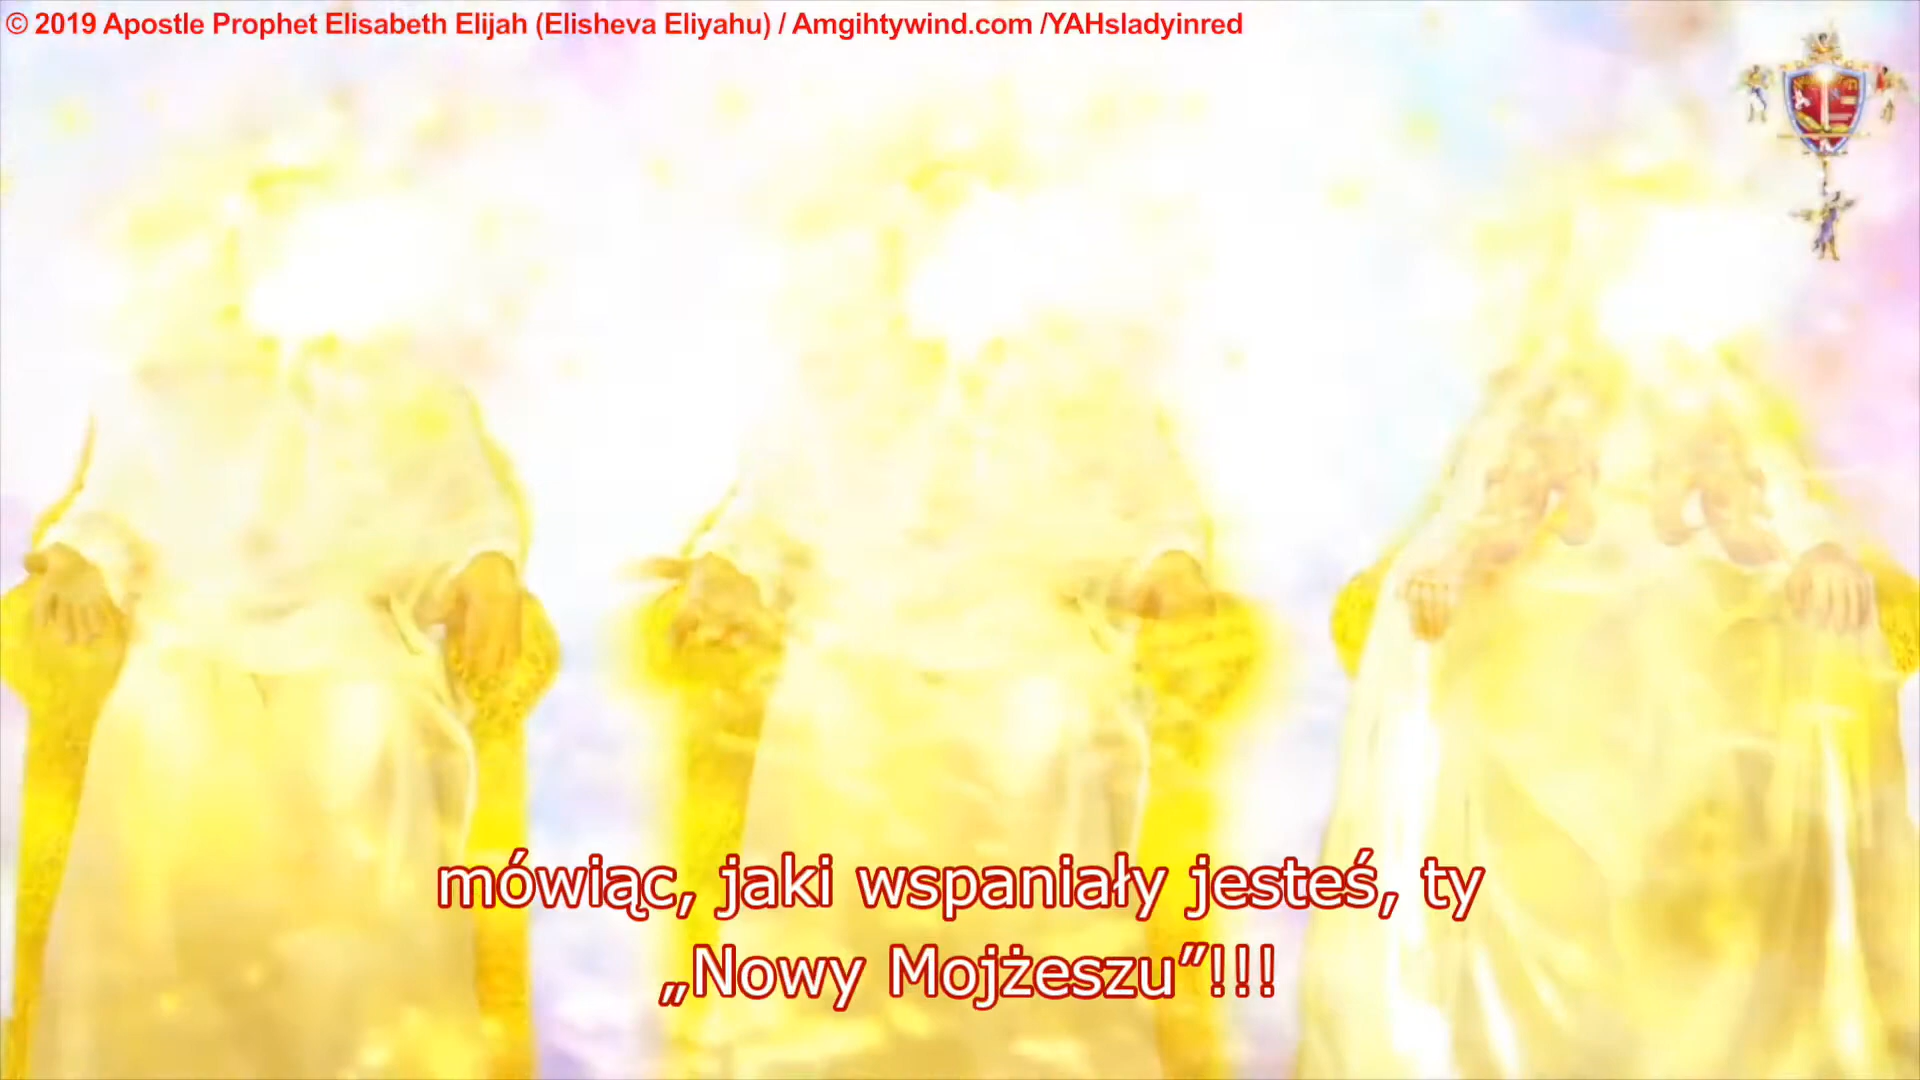 © 2019 Apostle Prophet Elisabeth Elijah (Elisheva Eliyahu) / Amgihtywind.com /YAHsladyinred
mówiąc, jaki wspaniały jesteś, ty
„Nowy Mojżeszu”!!!